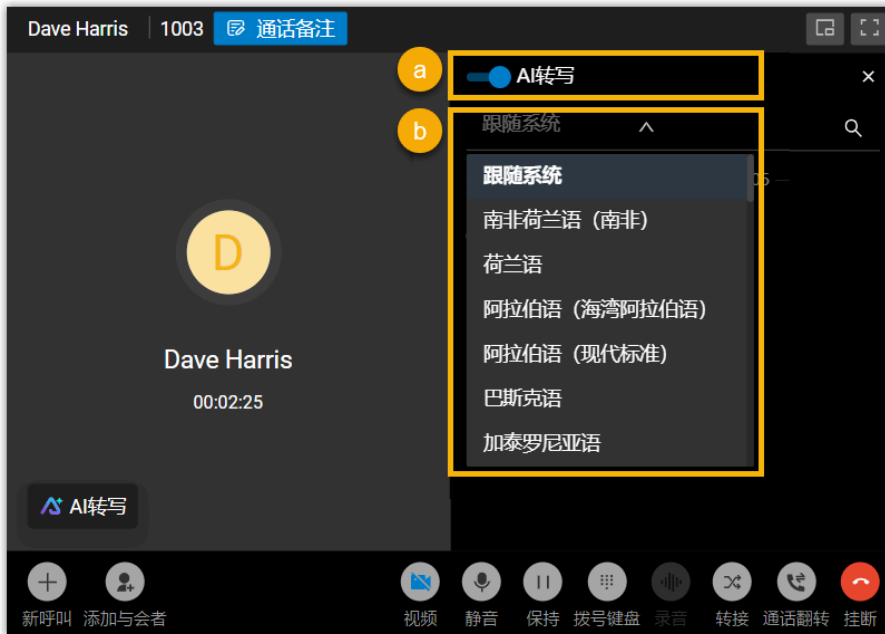 Dave Harris 1003 通话备注
a AI转写
b 跟随系统
跟随系统
南非荷兰语（南非）
荷兰语
阿拉伯语（海湾阿拉伯语）
阿拉伯语（现代标准）
巴斯克语
加泰罗尼亚语
D
Dave Harris
00:02:25
AI转写
新呼叫 添加与会者 视频 静音 保持 拨号键盘 录音 转接 通话翻转 挂断